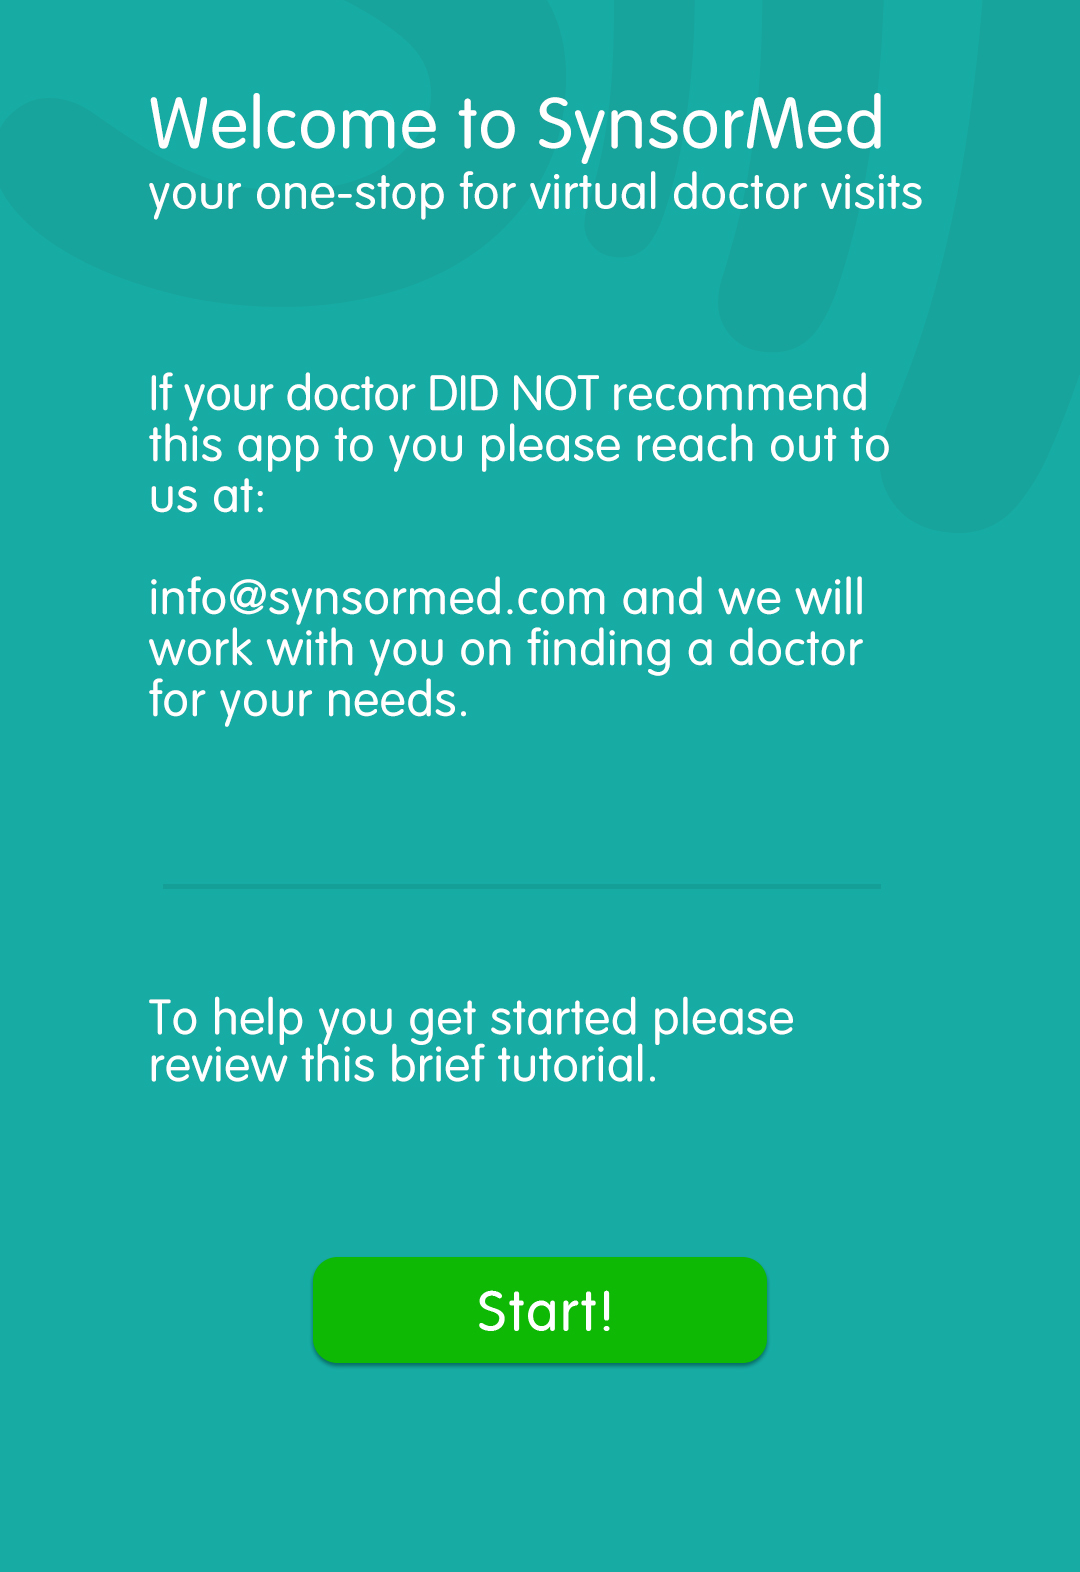 Welcome to SynsorMed
your one-stop for virtual doctor visits
If your doctor DID NOT recommend
this app to you please reach out to
us at:
info@synsormed.com and we will
work with you on finding a doctor
for your needs.
To help you get started please
review this brief tutorial.
Start!